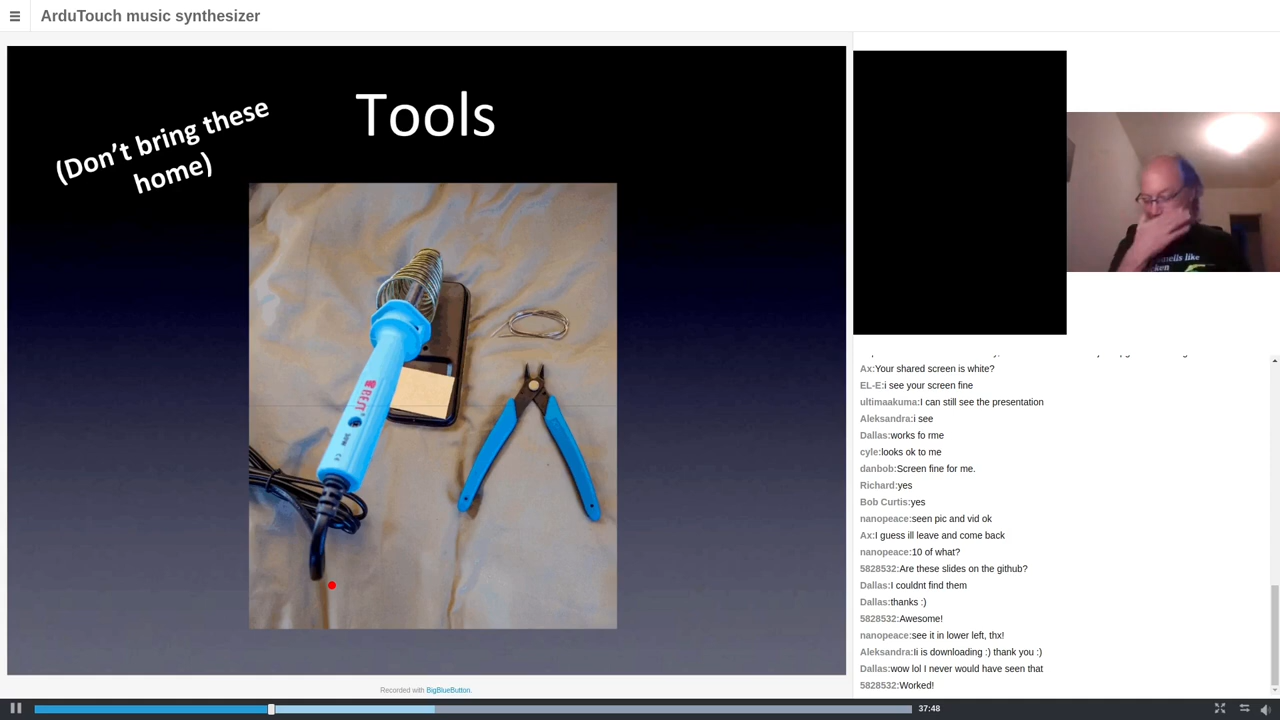 ArduTouch music synthesizer
Tools
(Don't bring these
home)
BEST
Recorded with BigBlueButton.
Ax:Your shared screen is white?
EL-E:i see your screen fine
ultimaakuma:I can still see the presentation
Aleksandra:i see
Dallas:works fo rme
cyle:looks ok to me
danbob:Screen fine for me.
Richard:yes
Bob Curtis:yes
nanopeace:seen pic and vid ok
Ax:I guess ill leave and come back
nanopeace:10 of what?
5828532:Are these slides on the github?
Dallas:I couldnt find them
Dallas:thanks :)
5828532:Awesome!
nanopeace:see it in lower left, thx!
Aleksandra:Ii is downloading :) thank you :)
Dallas:wow lol I never would have seen that
5828532:Worked!
37:48